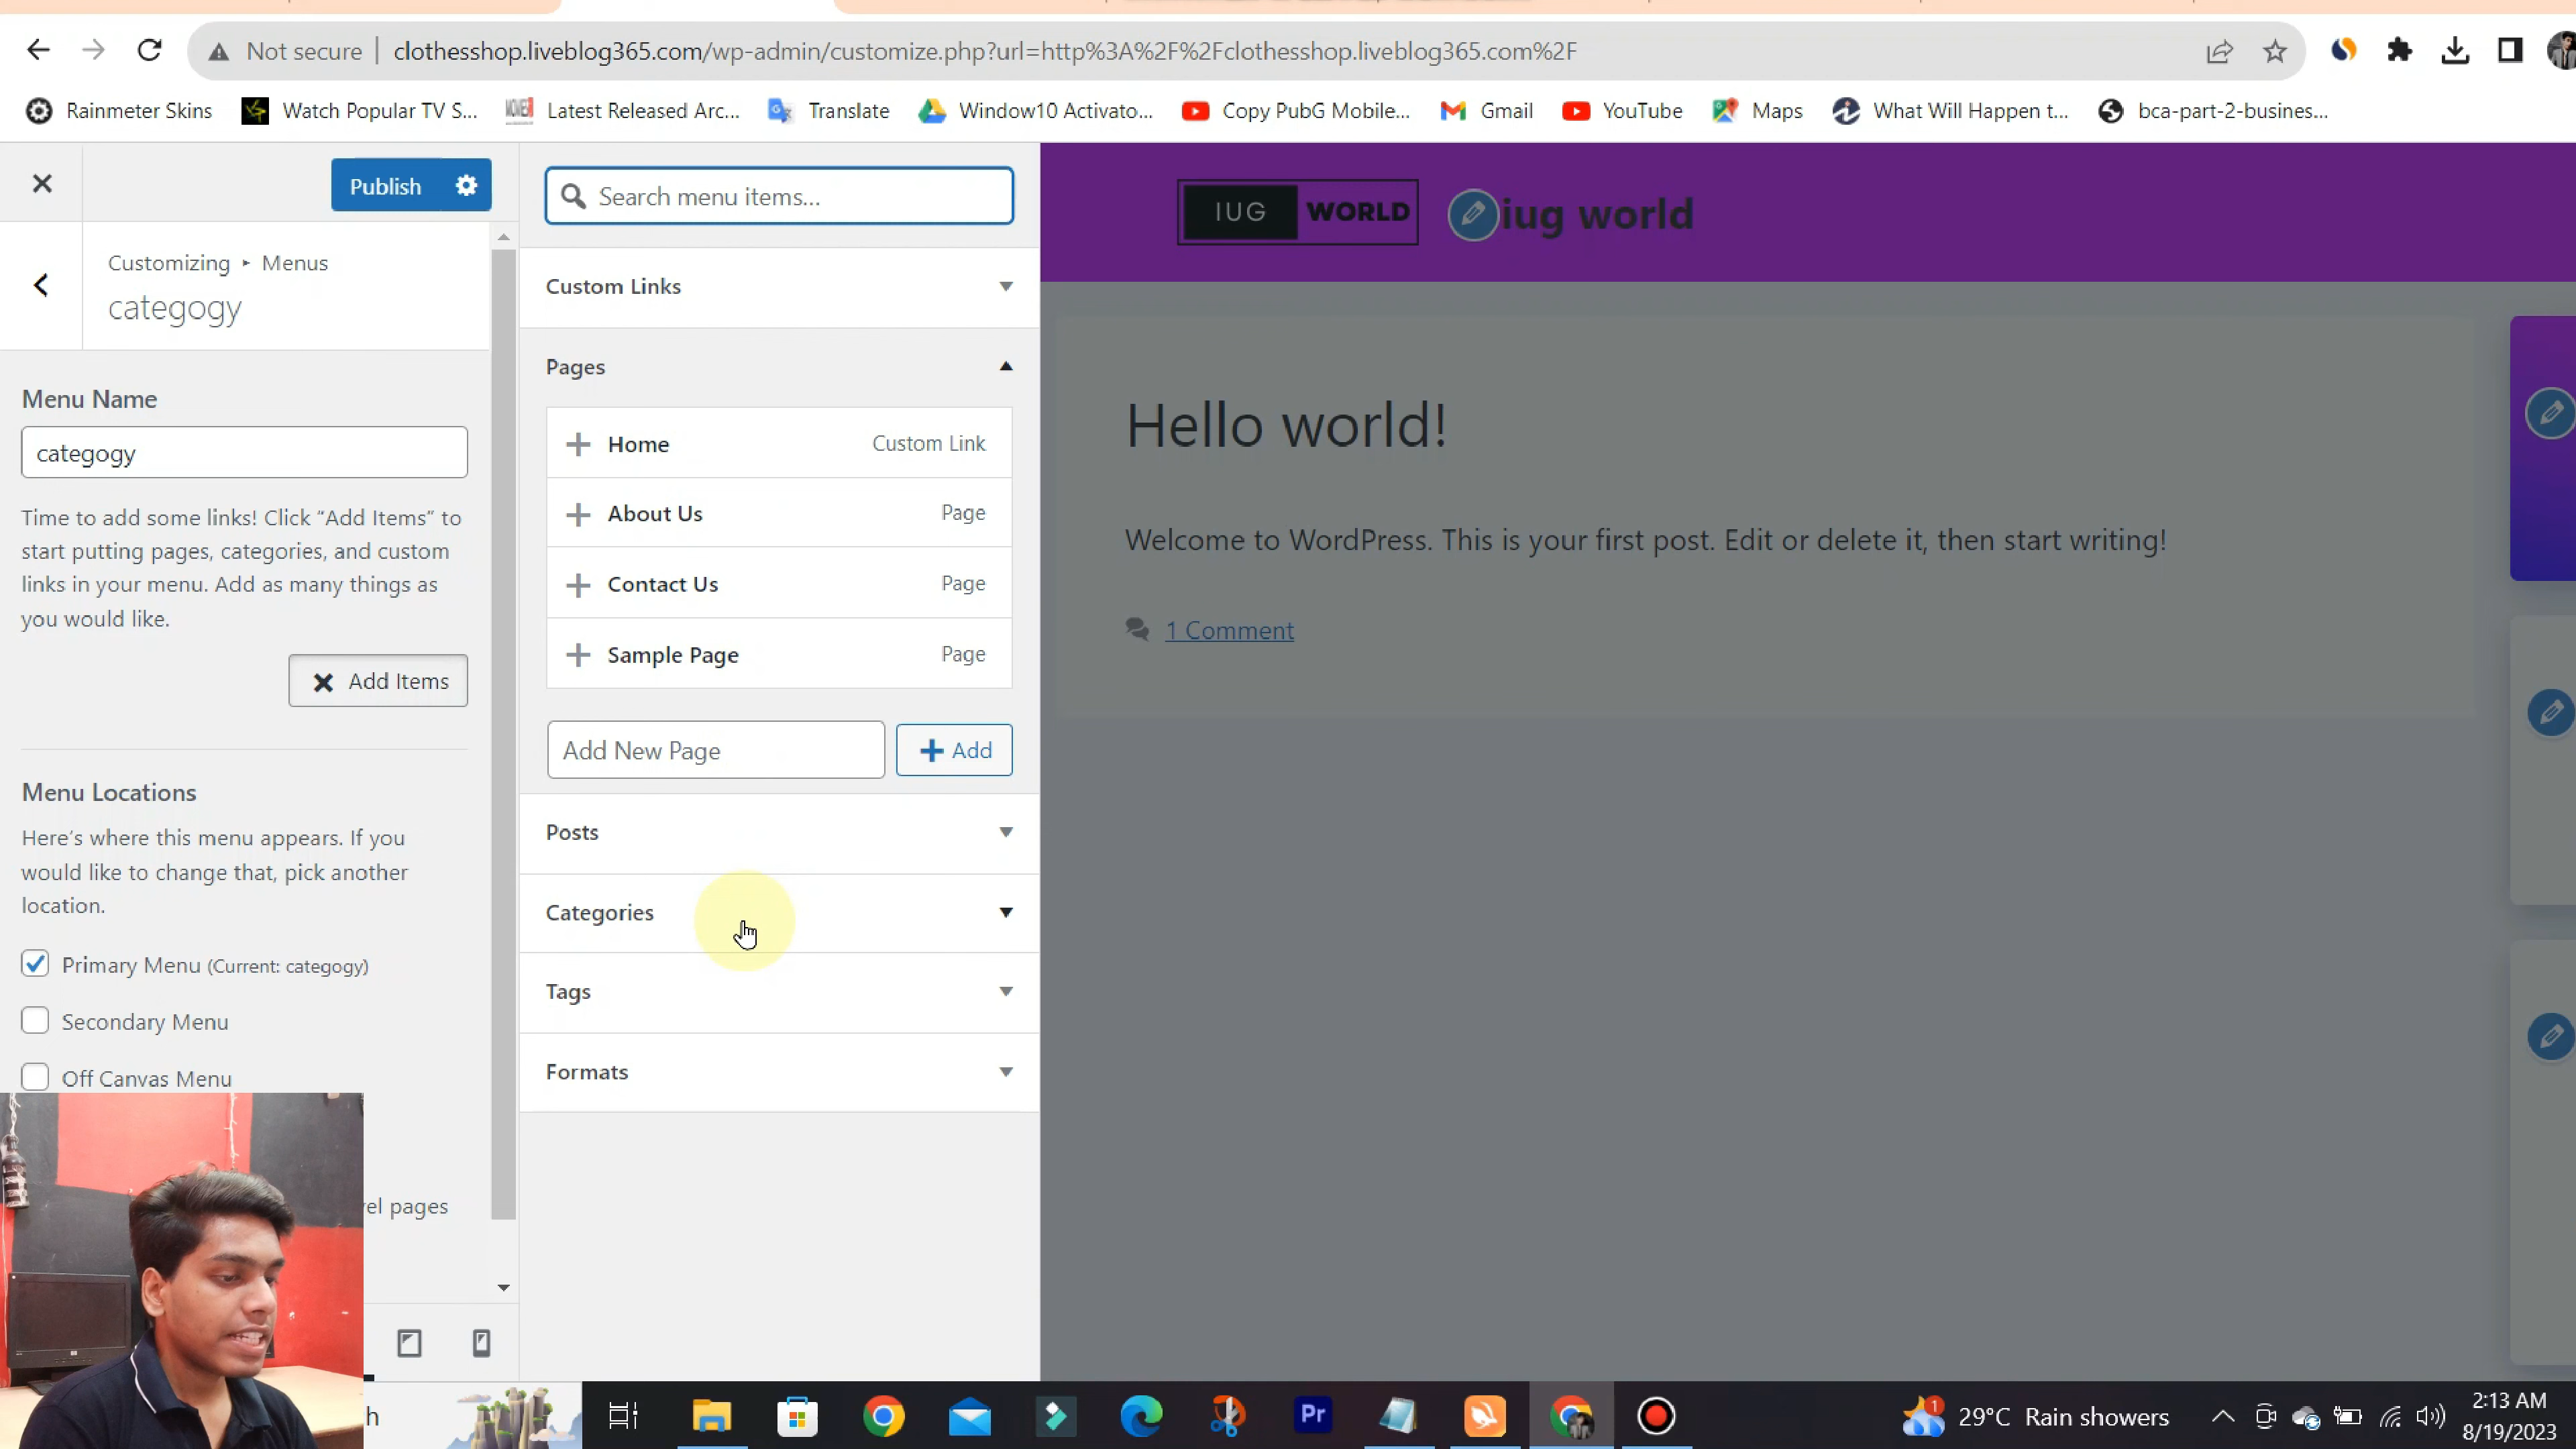 Not secure clothesshop.liveblog365.com/wp-admin/customize.php?url=http%3A%2F%2Fclothesshop.liveblog365.com%2F
Rainmeter Skins Watch Popular TV S... Latest Released Arc... Translate Window10 Activato... Copy PubG Mobile... Gmail YouTube Maps What Will Happen t... bca-part-2-busines...
Publish
Customizing ▸ Menus
categogy
Menu Name
categogy
Time to add some links! Click “Add Items” to
start putting pages, categories, and custom
links in your menu. Add as many things as
you would like.
Add Items
Menu Locations
Here’s where this menu appears. If you
would like to change that, pick another
location.
Primary Menu (Current: categogy)
Secondary Menu
Off Canvas Menu
pages
Search menu items...
Custom Links
Pages
Home Custom Link
About Us Page
Contact Us Page
Sample Page Page
Add New Page Add
Posts
Categories
Tags
Formats
IUG WORLD iug world
Hello world!
Welcome to WordPress. This is your first post. Edit or delete it, then start writing!
1 Comment
h
Pr
1
29°C Rain showers
2:13 AM
8/19/2023